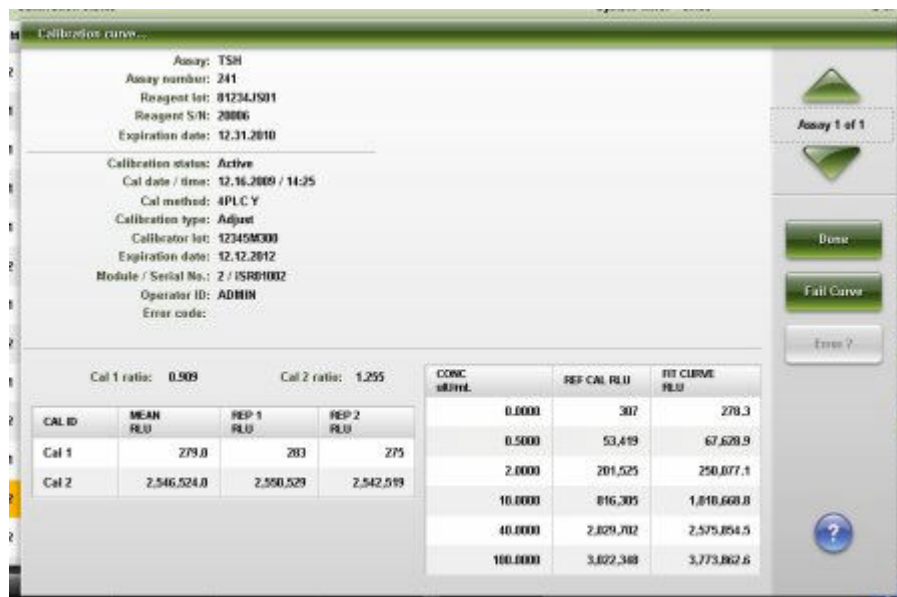 Calibration curve...
Assay: TSH
Assay number: 241
Reagent lot: 81234JS01
Reagent S/N: 20006
Expiration date: 12.31.2010
Calibration status: Active
Cal date / time: 12.16.2009 / 14:25
Cal method: 4PLC Y
Calibration type: Adjust
Calibrator lot: 12345M300
Expiration date: 12.12.2012
Module / Serial No.: 2 / ISR01002
Operator ID: ADMIN
Error code:
Cal 1 ratio: 0.909 Cal 2 ratio: 1.255
CAL ID MEAN RLU REP 1 RLU REP 2 RLU
Cal 1 279.0 283 275
Cal 2 2,546,524.0 2,550,529 2,542,519
CONC uIU/mL REF CAL RLU FIT CURVE RLU
0.0000 307 278.3
0.5000 53,419 67,628.9
2.0000 201,525 250,077.1
10.0000 816,305 1,018,668.8
40.0000 2,029,702 2,575,054.5
100.0000 3,022,348 3,773,862.6
Assay 1 of 1
Done
Fail Curve
Error ?
?